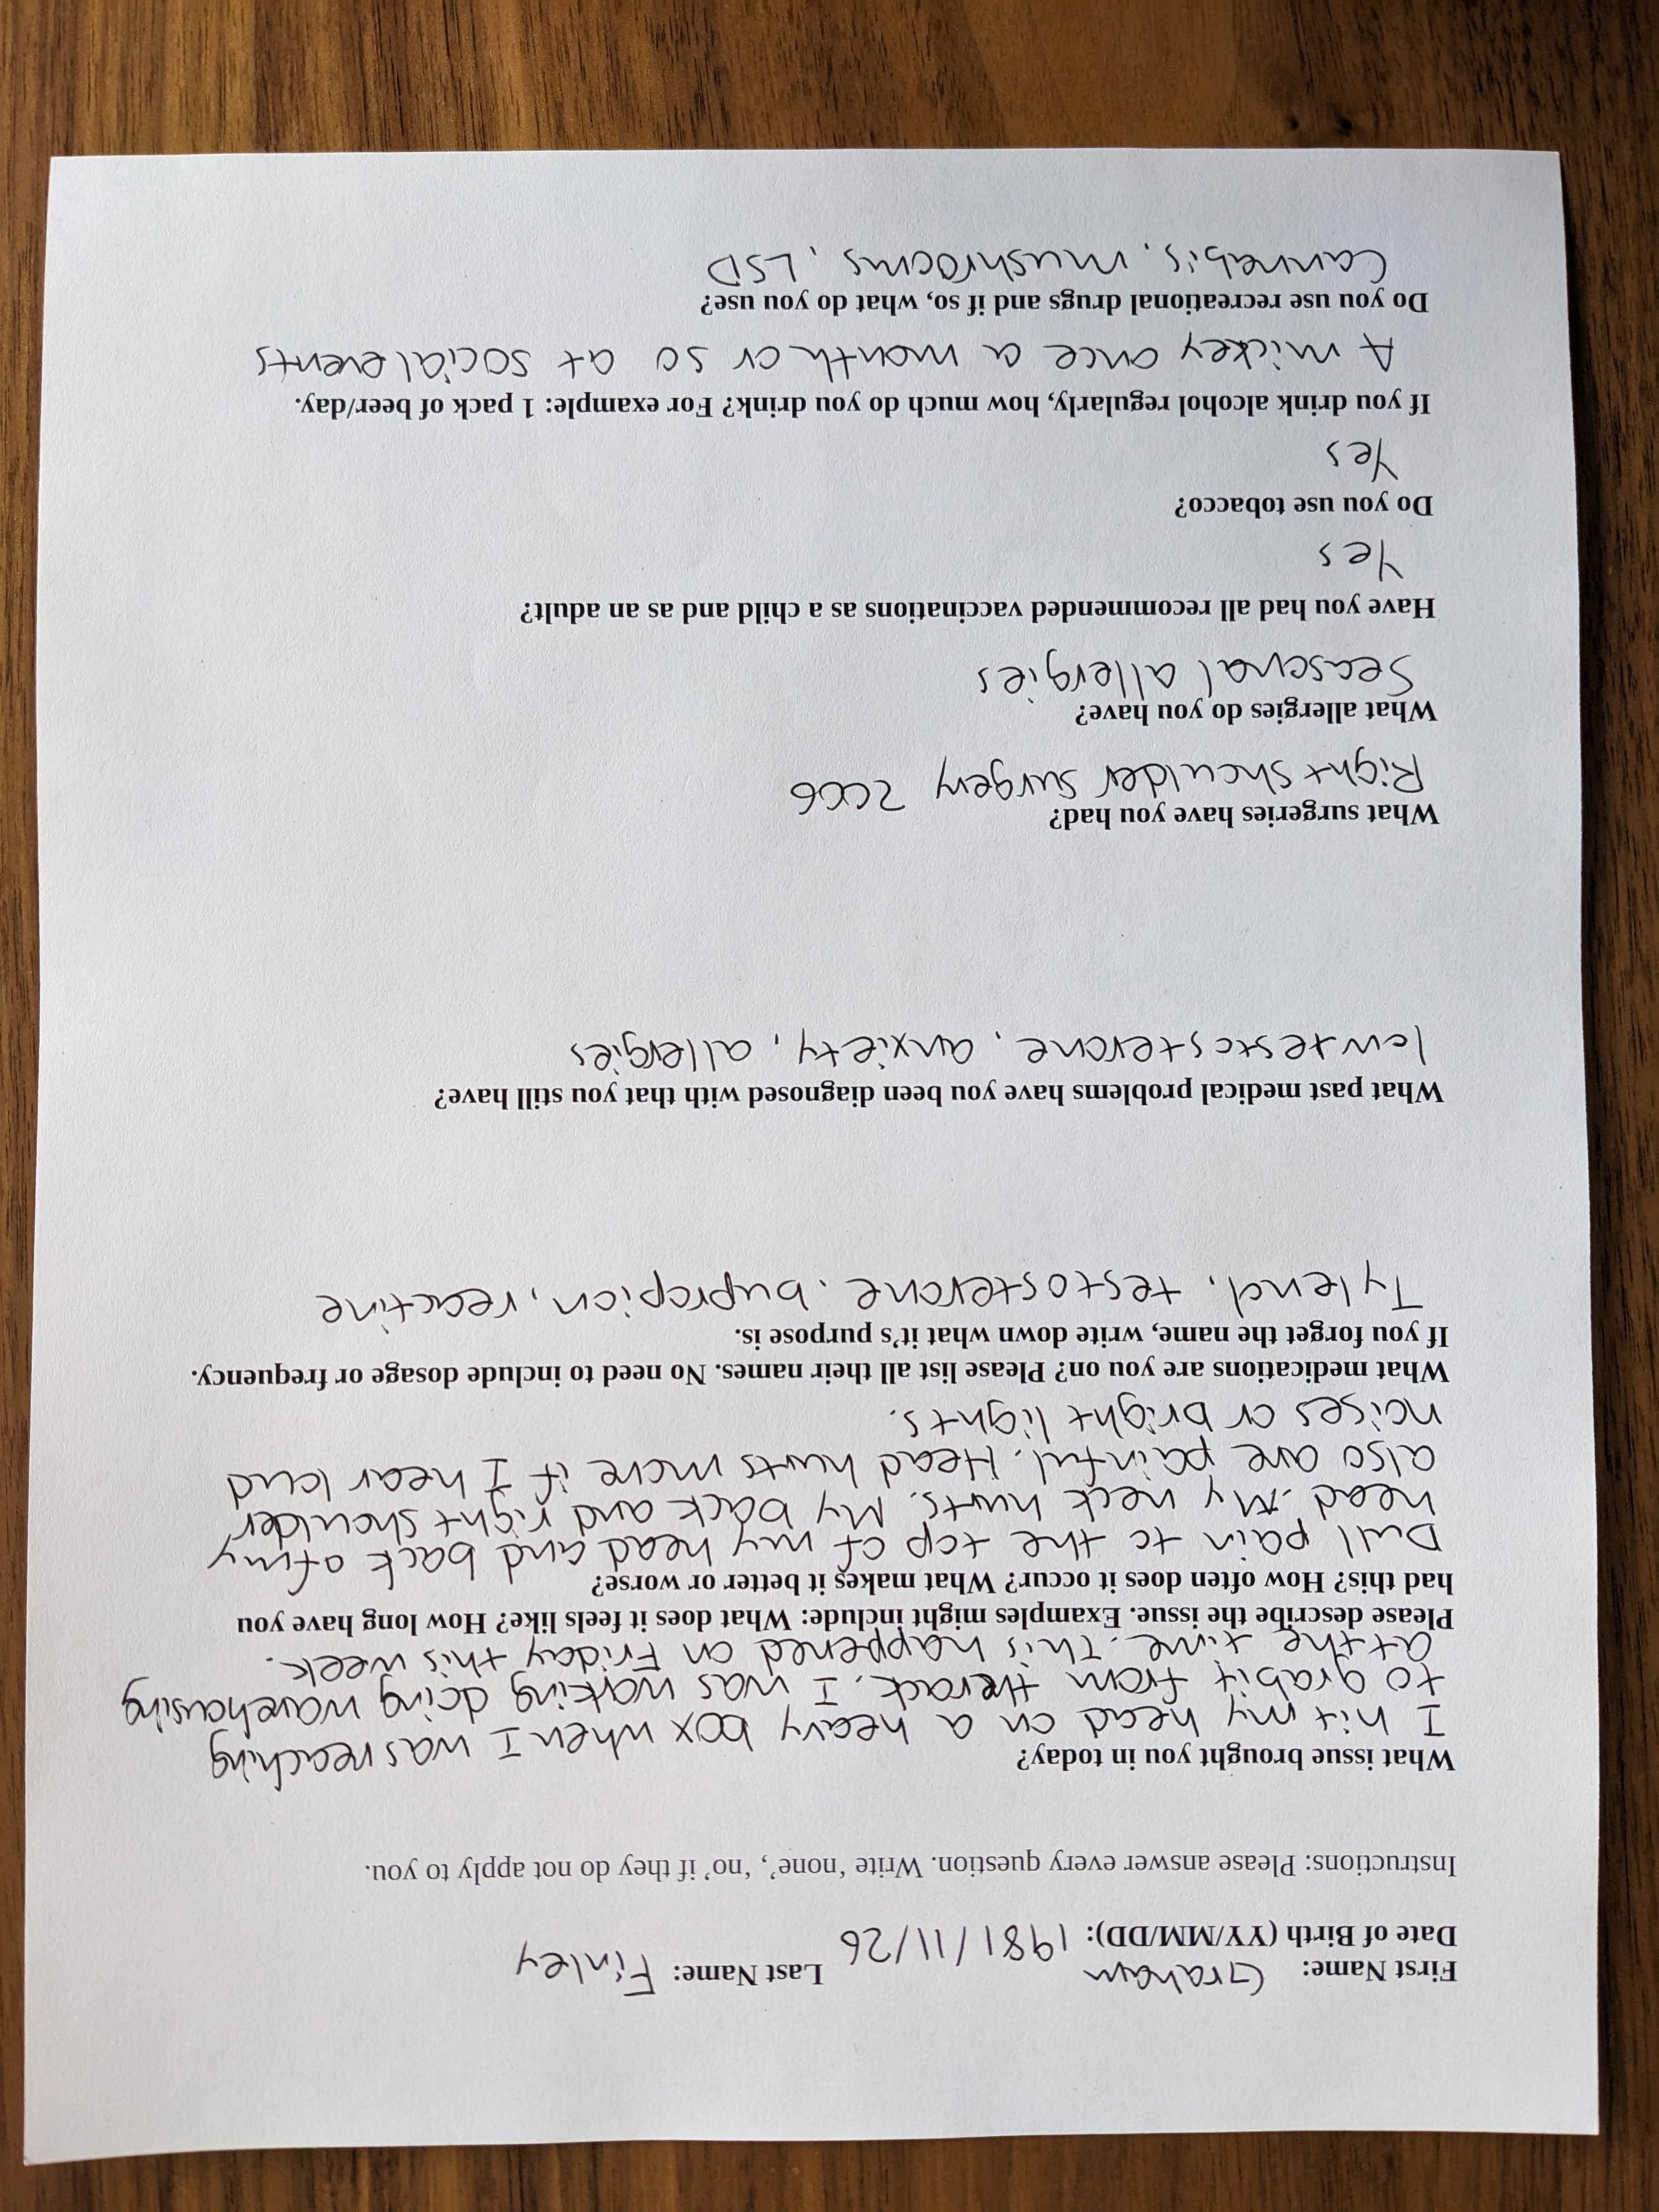 First Name: Graham Last Name: Finley
Date of Birth (YY/MM/DD): 1981/11/26
Instructions: Please answer every question. Write ‘none’, ‘no’ if they do not apply to you.
What issue brought you in today?
I hit my head on a heavy box when I was reaching
to grab it from the rack. I was working doing warehousing
at the time. This happened on Friday this week.
Please describe the issue. Examples might include: What does it feels like? How long have you
had this? How often does it occur? What makes it better or worse?
Dull pain to the top of my head and back of my
head. My neck hurts. My back and right shoulder
also are painful. Head hurts more if I hear loud
noises or bright lights.
What medications are you on? Please list all their names. No need to include dosage or frequency.
If you forget the name, write down what it’s purpose is.
Tylenol, testosterone, bupropion, reactine
What past medical problems have you been diagnosed with that you still have?
low testosterone, anxiety, allergies
What surgeries have you had?
Right shoulder surgery 2006
What allergies do you have?
Seasonal allergies
Have you had all recommended vaccinations as a child and as an adult?
Yes
Do you use tobacco?
Yes
If you drink alcohol regularly, how much do you drink? For example: 1 pack of beer/day.
A mickey once a month or so at social events
Do you use recreational drugs and if so, what do you use?
Cannabis, mushrooms, LSD